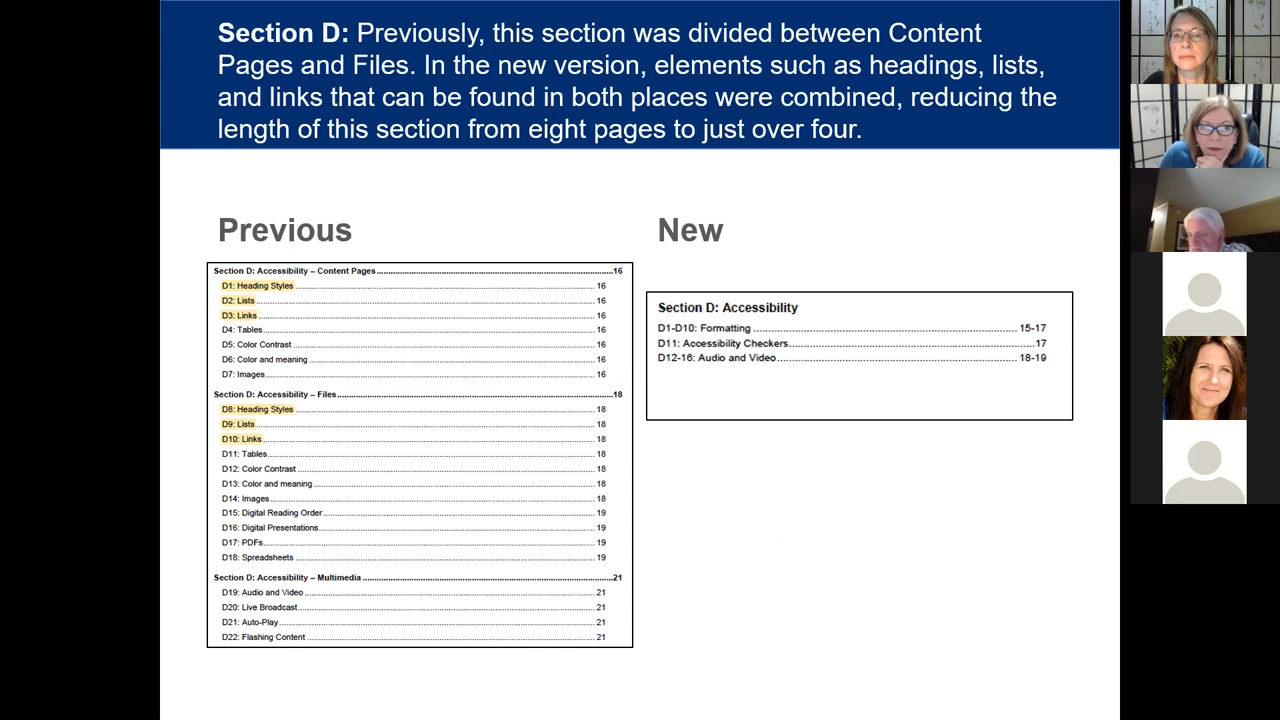 Section D: Previously, this section was divided between Content
Pages and Files. In the new version, elements such as headings, lists,
and links that can be found in both places were combined, reducing the
length of this section from eight pages to just over four.
Previous
Section D: Accessibility – Content Pages 16
D1: Heading Styles 16
D2: Lists 16
D3: Links 16
D4: Tables 16
D5: Color Contrast 16
D6: Color and meaning 16
D7: Images 16
Section D: Accessibility – Files 18
D8: Heading Styles 18
D9: Lists 18
D10: Links 18
D11: Tables 18
D12: Color Contrast 18
D13: Color and meaning 18
D14: Images 18
D15: Digital Reading Order 19
D16: Digital Presentations 19
D17: PDFs 19
D18: Spreadsheets 19
Section D: Accessibility – Multimedia 21
D19: Audio and Video 21
D20: Live Broadcast 21
D21: Auto-Play 21
D22: Flashing Content 21
New
Section D: Accessibility
D1-D10: Formatting 15-17
D11: Accessibility Checkers 17
D12-16: Audio and Video 18-19